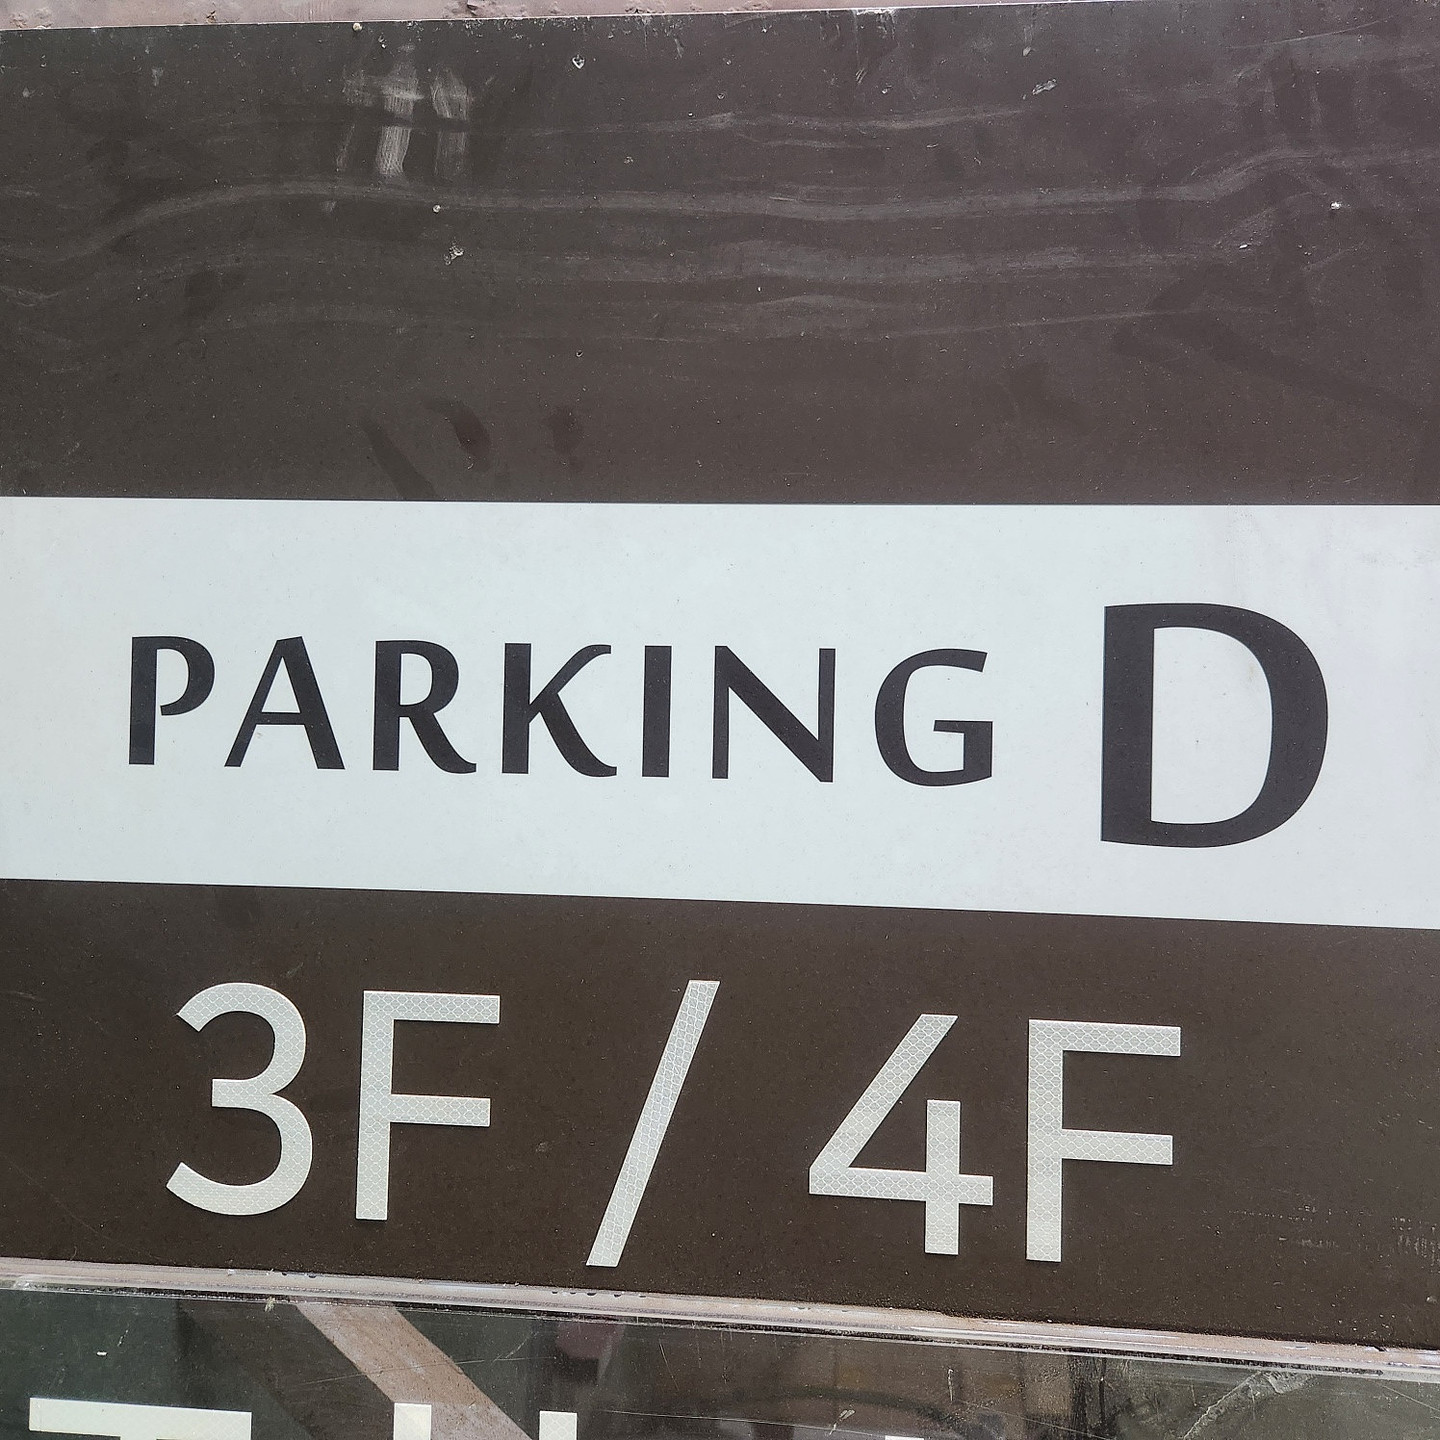 PARKING D
3F / 4F